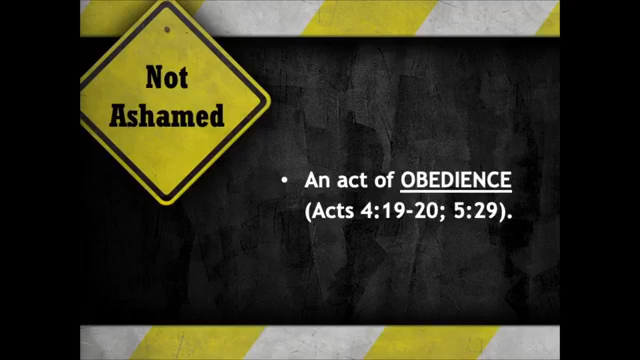 Not
Ashamed
• An act of OBEDIENCE
(Acts 4:19-20; 5:29).